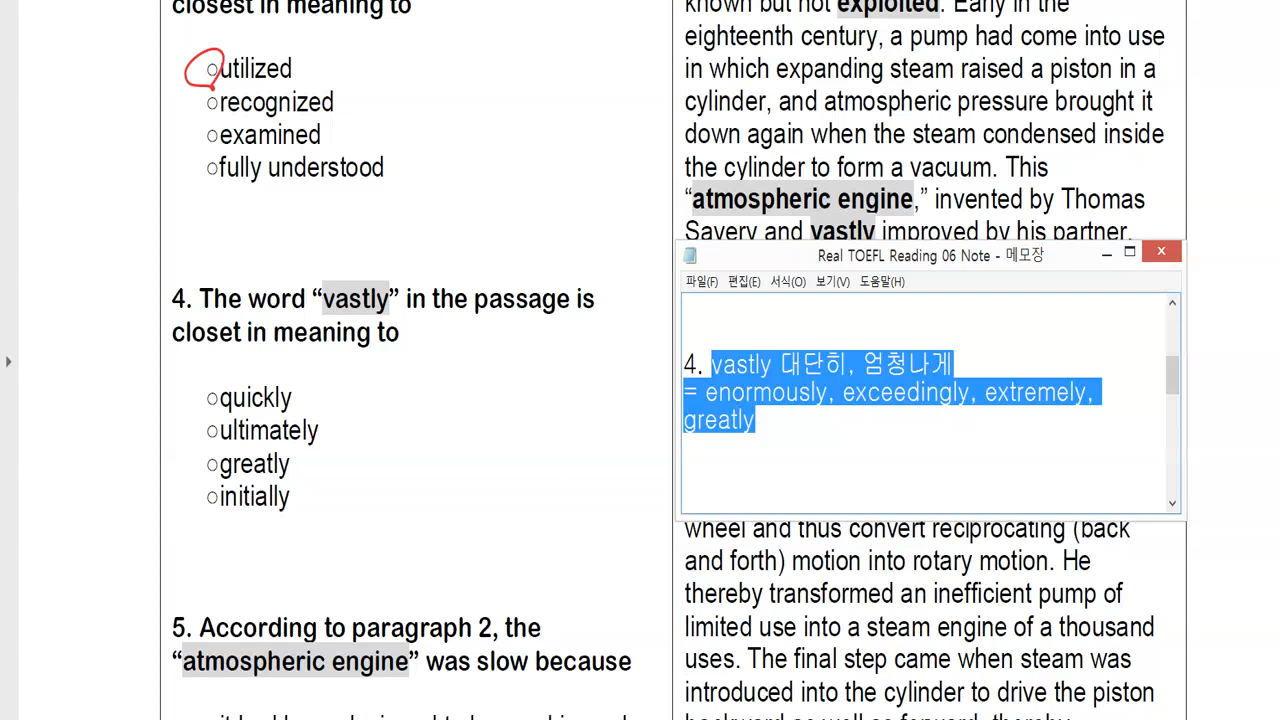 closest in meaning to
utilized
recognized
examined
fully understood
4. The word “vastly” in the passage is
closet in meaning to
quickly
ultimately
greatly
initially
5. According to paragraph 2, the
“atmospheric engine” was slow because
known but not exploited. Early in the
eighteenth century, a pump had come into use
in which expanding steam raised a piston in a
cylinder, and atmospheric pressure brought it
down again when the steam condensed inside
the cylinder to form a vacuum. This
“atmospheric engine,” invented by Thomas
Savery and vastly improved by his partner,
Real TOEFL Reading 06 Note - 메모장
파일(F) 편집(E) 서식(O) 보기(V) 도움말(H)
4. vastly 대단히, 엄청나게
= enormously, exceedingly, extremely,
greatly
wheel and thus convert reciprocating (back
and forth) motion into rotary motion. He
thereby transformed an inefficient pump of
limited use into a steam engine of a thousand
uses. The final step came when steam was
introduced into the cylinder to drive the piston
backward as well as forward, thereby